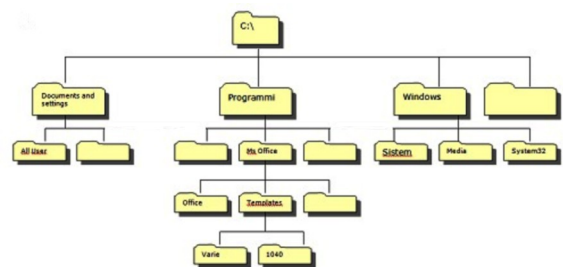 C:\
Documents and
settings
Programmi
Windows
All User
Ms Office
Sistem
Media
System32
Office
Templates
Varie
1040